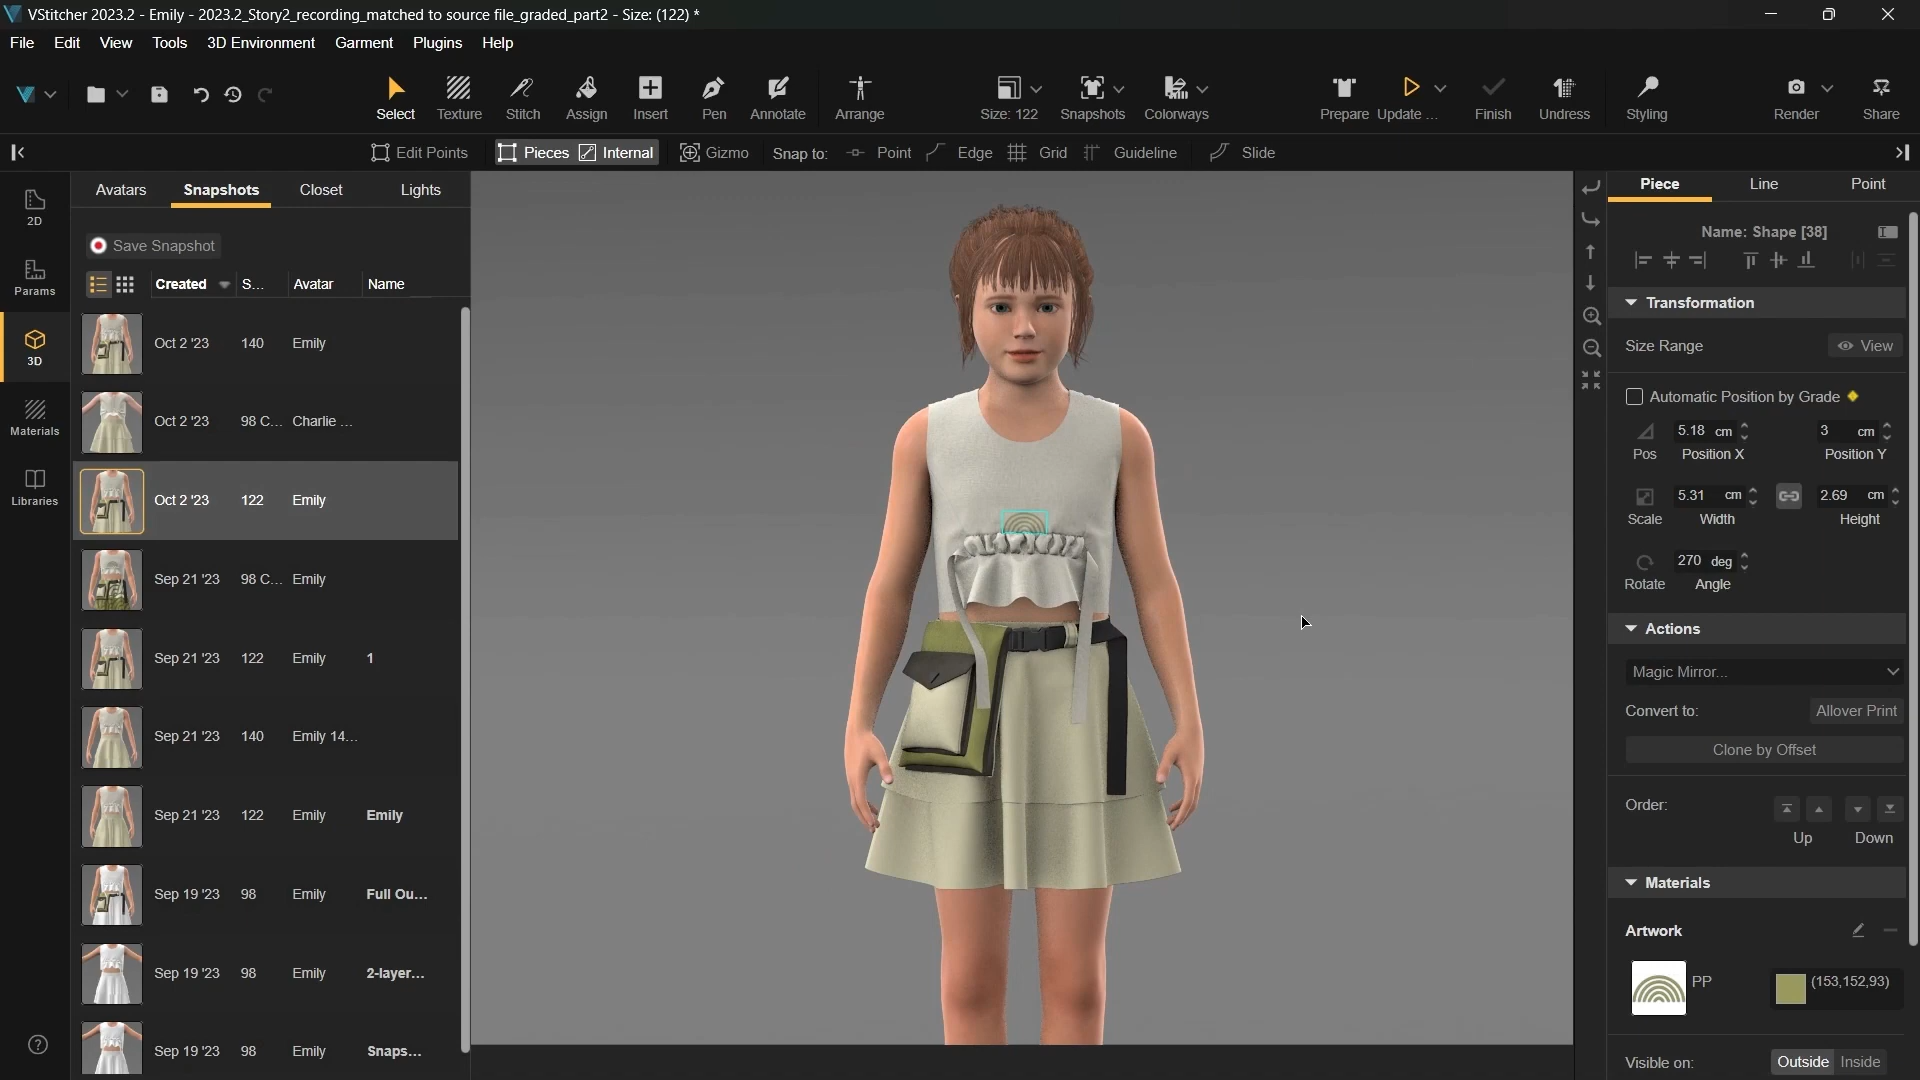 VStitcher 2023.2 - Emily - 2023.2_Story2_recording_matched to source file_graded_part2 - Size: (122) *
File Edit View Tools 3D Environment Garment Plugins Help
Select Texture Stitch Assign Insert Pen Annotate Arrange Size: 122 Snapshots Colorways Prepare Update ... Finish Undress Styling Render Share
Edit Points Pieces Internal Gizmo Snap to: Point Edge Grid Guideline Slide
2D
Params
3D
Materials
Libraries
Avatars Snapshots Closet Lights
Save Snapshot
Created S... Avatar Name
Oct 2 '23 140 Emily
Oct 2 '23 98 C... Charlie ...
Oct 2 '23 122 Emily
Sep 21 '23 98 C... Emily
Sep 21 '23 122 Emily 1
Sep 21 '23 140 Emily 14...
Sep 21 '23 122 Emily Emily
Sep 19 '23 98 Emily Full Ou...
Sep 19 '23 98 Emily 2-layer...
Sep 19 '23 98 Emily Snaps...
Piece Line Point
Name: Shape [38]
Transformation
Size Range View
Automatic Position by Grade
5.18 cm 3 cm
Pos Position X Position Y
5.31 cm 2.69 cm
Scale Width Height
270 deg
Rotate Angle
Actions
Magic Mirror...
Convert to: Allover Print
Clone by Offset
Order:
Up Down
Materials
Artwork
PP (153,152,93)
Visible on: Outside Inside